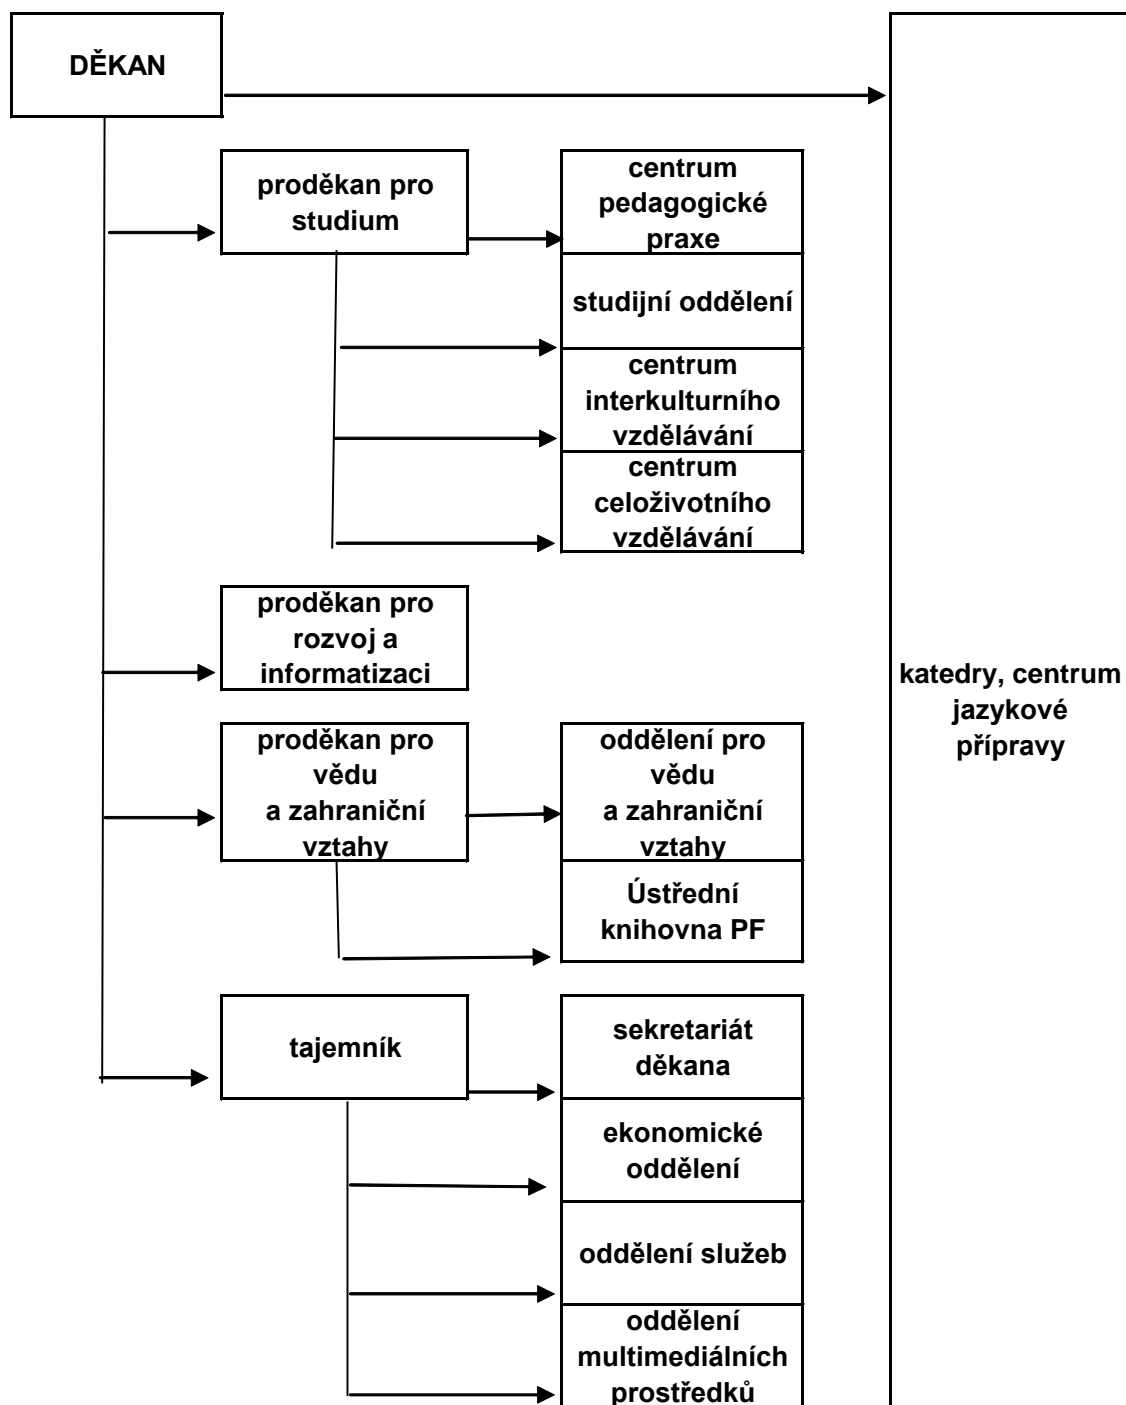 DĚKAN
proděkan pro
studium
centrum
pedagogické
praxe
studijní oddělení
centrum
interkulturního
vzdělávání
centrum
celoživotního
vzdělávání
proděkan pro
rozvoj a
informatizaci
katedry, centrum
jazykové
přípravy
proděkan pro
vědu
a zahraniční
vztahy
oddělení pro
vědu
a zahraniční
vztahy
Ústřední
knihovna PF
tajemník
sekretariát
děkana
ekonomické
oddělení
oddělení služeb
oddělení
multimediálních
prostředků